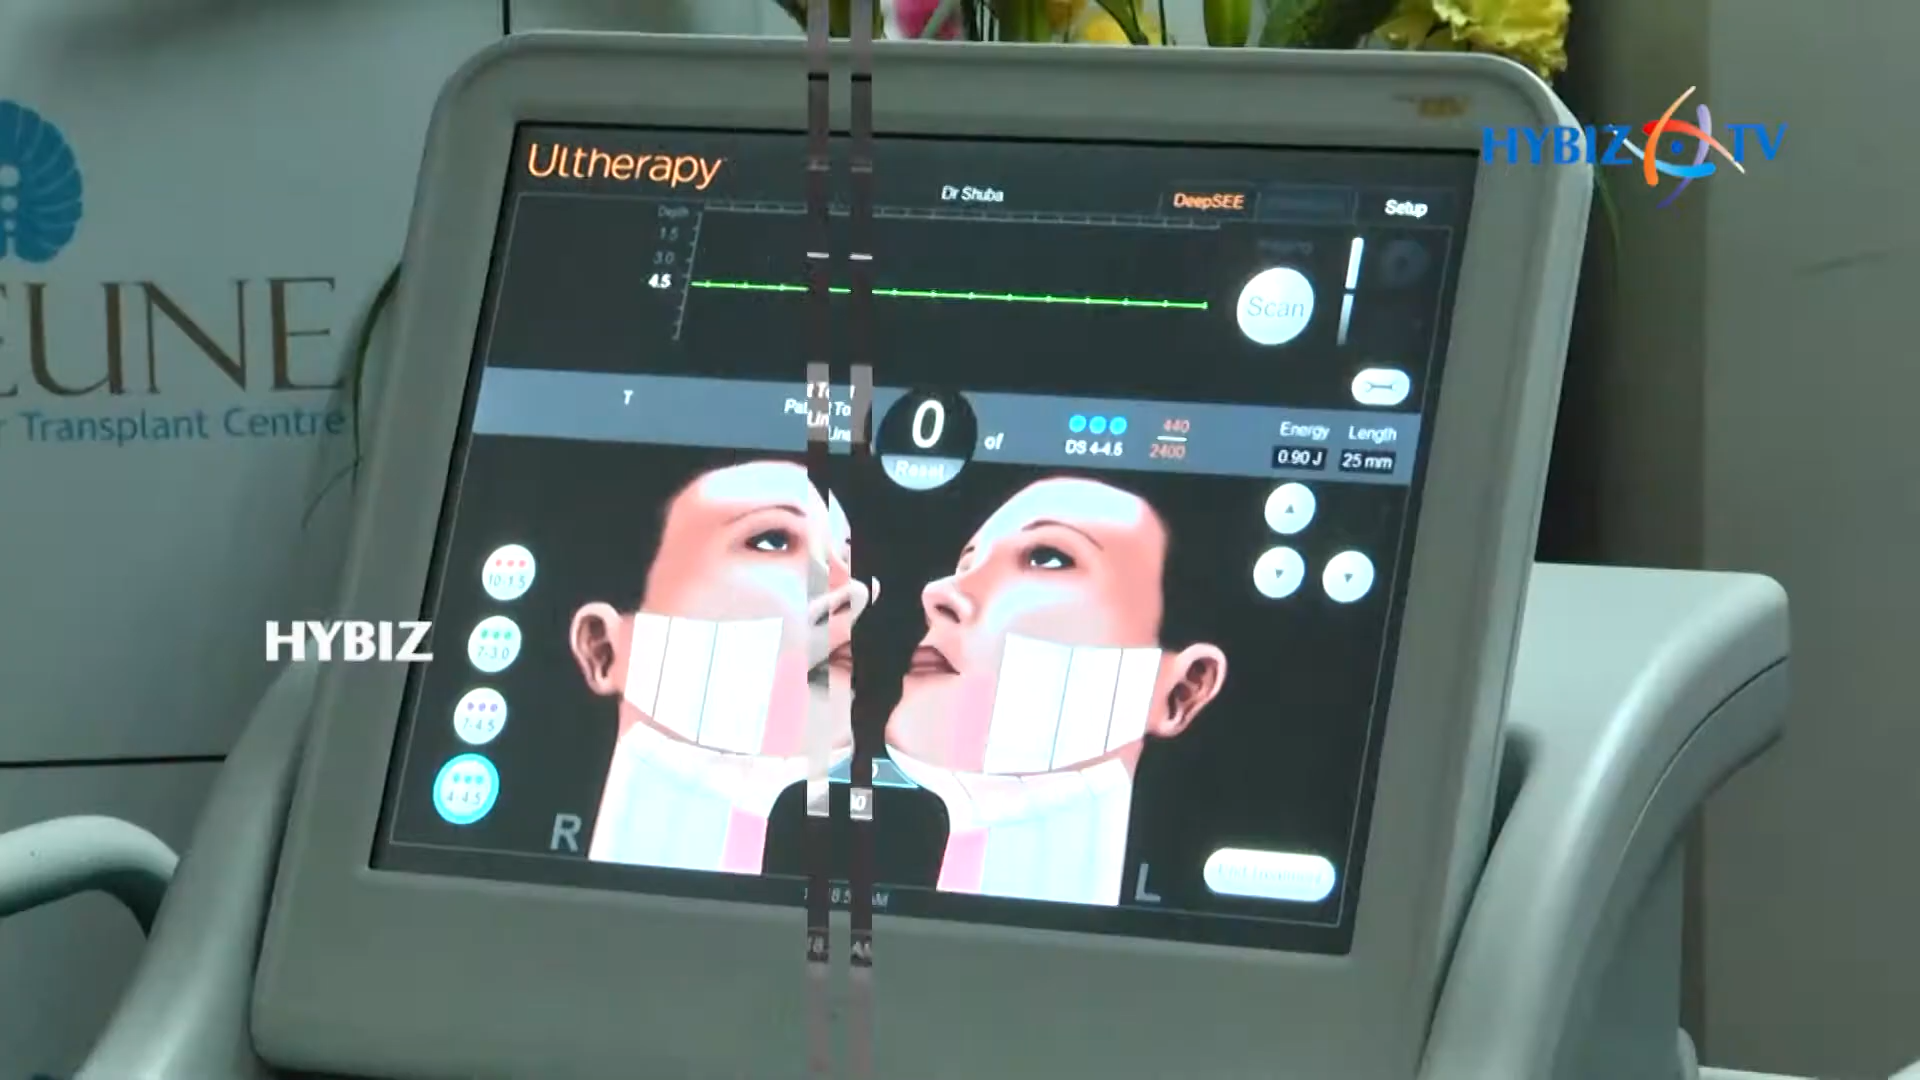 HYBIZ TV
Ultherapy
Dr Shuba
DeepSEE
Setup
Depth
1.5
3.0
4.5
Scan
EUNE
Transplant Centre
T
0
of
Reset
DS 4-4.5
440
2400
Energy
Length
0.90 J
25 mm
10-1.5
7-3.0
7-4.5
4-4.5
HYBIZ
R
L